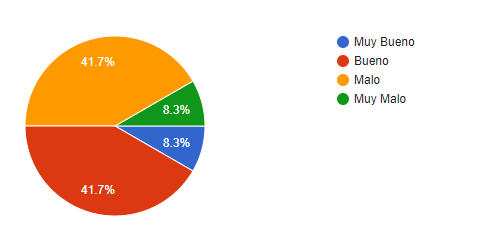 Muy Bueno
Bueno
Malo
Muy Malo
41.7%
8.3%
8.3%
41.7%